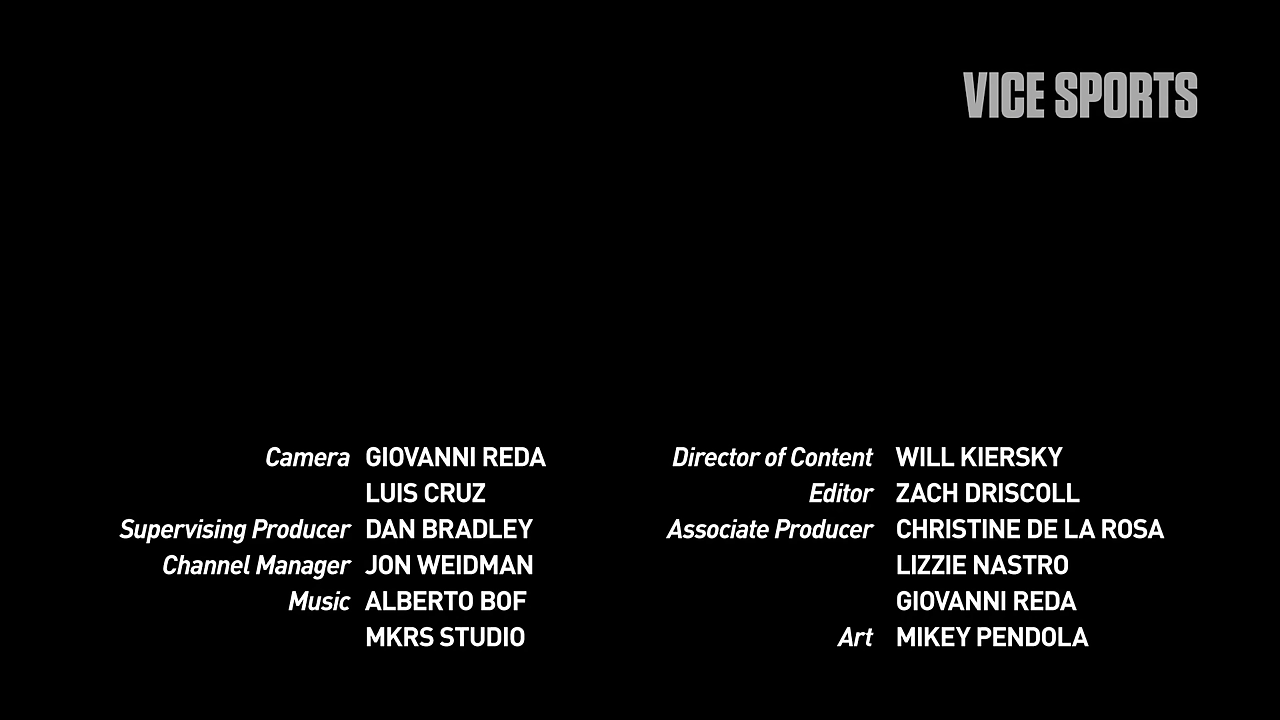 VICE SPORTS
Camera GIOVANNI REDA
LUIS CRUZ
Supervising Producer DAN BRADLEY
Channel Manager JON WEIDMAN
Music ALBERTO BOF
MKRS STUDIO
Director of Content WILL KIERSKY
Editor ZACH DRISCOLL
Associate Producer CHRISTINE DE LA ROSA
LIZZIE NASTRO
GIOVANNI REDA
Art MIKEY PENDOLA